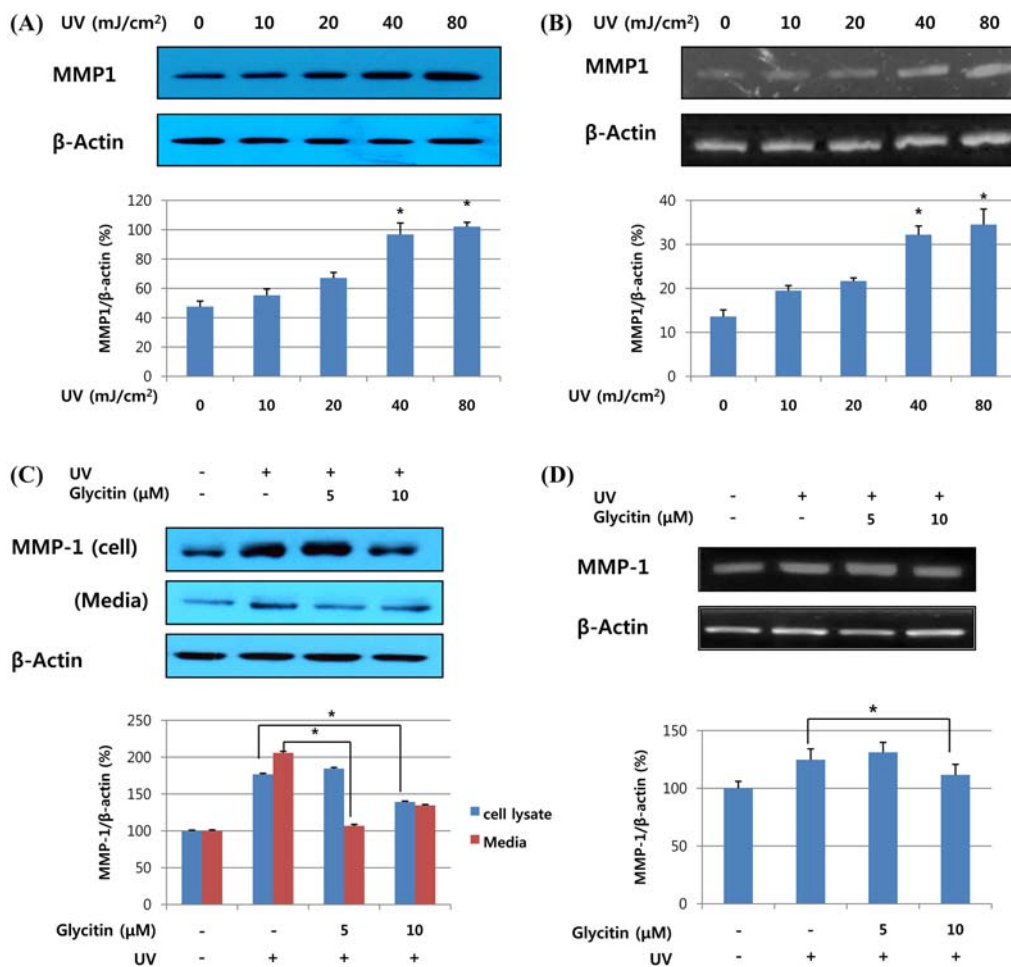 (A) UV (mJ/cm²) 0 10 20 40 80
MMP1
β-Actin
MMP1/β-actin (%)
120
100
80
60
40
20
0
UV (mJ/cm²) 0 10 20 40 80
*
*
(B) UV (mJ/cm²) 0 10 20 40 80
MMP1
β-Actin
MMP1/β-actin (%)
40
30
20
10
0
UV (mJ/cm²) 0 10 20 40 80
*
*
(C) UV - + + +
Glycitin (μM) - - 5 10
MMP-1 (cell)
(Media)
β-Actin
MMP-1/β-actin (%)
250
200
150
100
50
0
*
*
cell lysate
Media
Glycitin (μM) - - 5 10
UV - + + +
(D) UV - + + +
Glycitin (μM) - - 5 10
MMP-1
β-Actin
MMP-1/β-actin (%)
150
100
50
0
*
Glycitin (μM) - - 5 10
UV - + + +